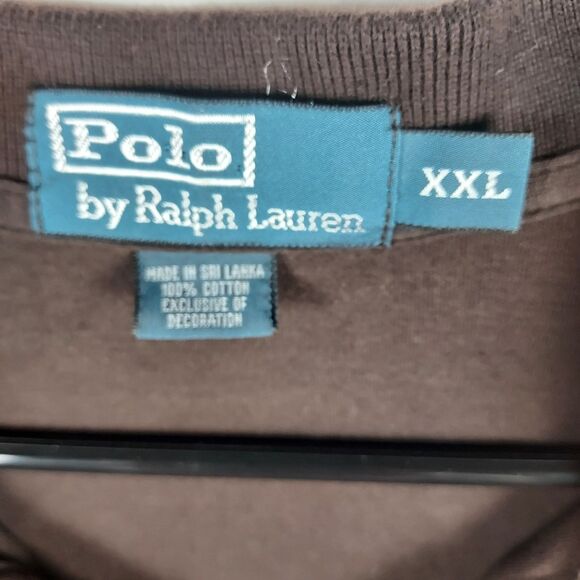 Polo
by Ralph Lauren
XXL
MADE IN SRI LANKA
100% COTTON
EXCLUSIVE OF
DECORATION